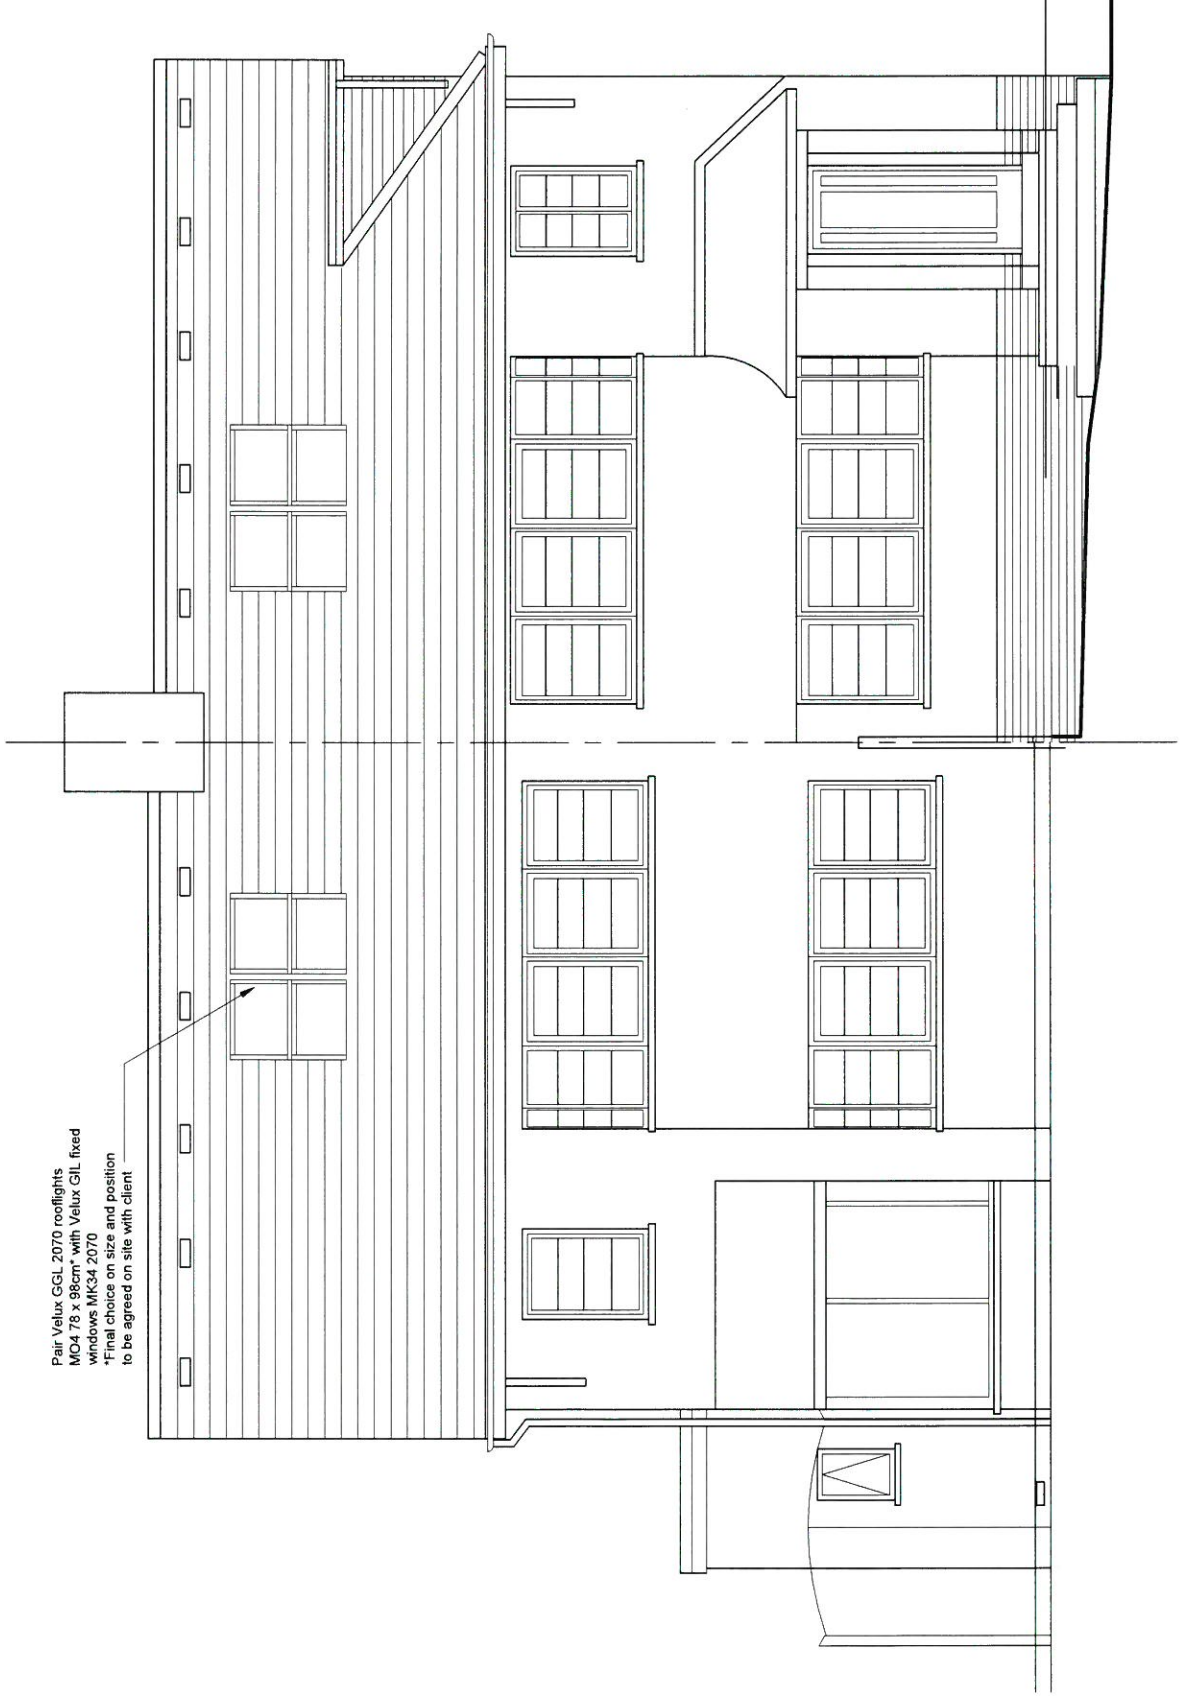 Pair Velux GGL 2070 rooflights
MO4 78 x 98cm* with Velux GIL fixed
windows MK34 2070
*Final choice on size and position
to be agreed on site with client